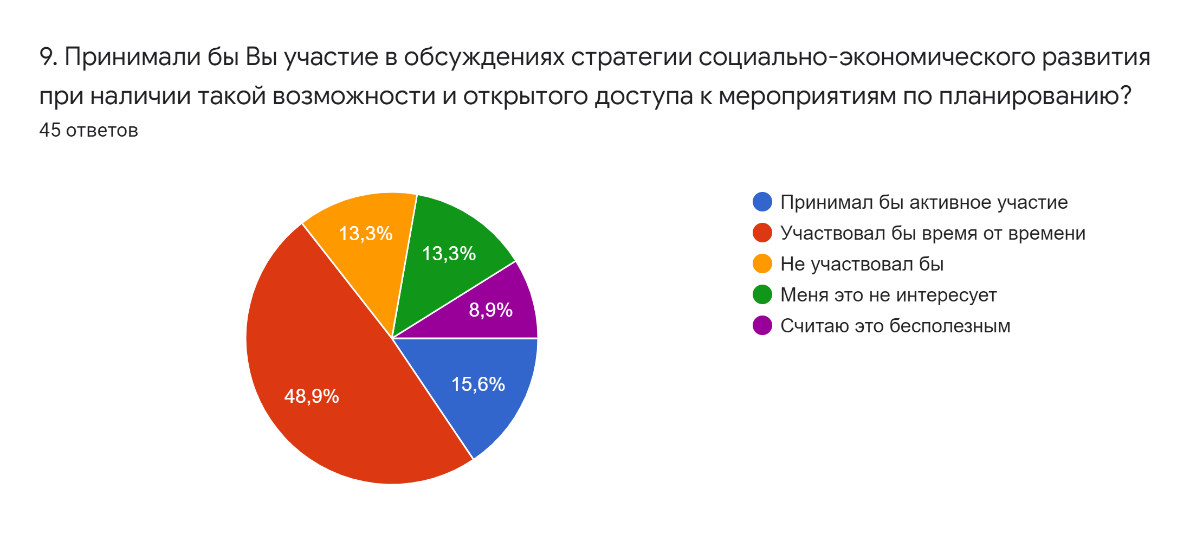 9. Принимали бы Вы участие в обсуждениях стратегии социально-экономического развития
при наличии такой возможности и открытого доступа к мероприятиям по планированию?
45 ответов
Принимал бы активное участие
Участвовал бы время от времени
Не участвовал бы
Меня это не интересует
Считаю это бесполезным
13,3%
13,3%
8,9%
15,6%
48,9%